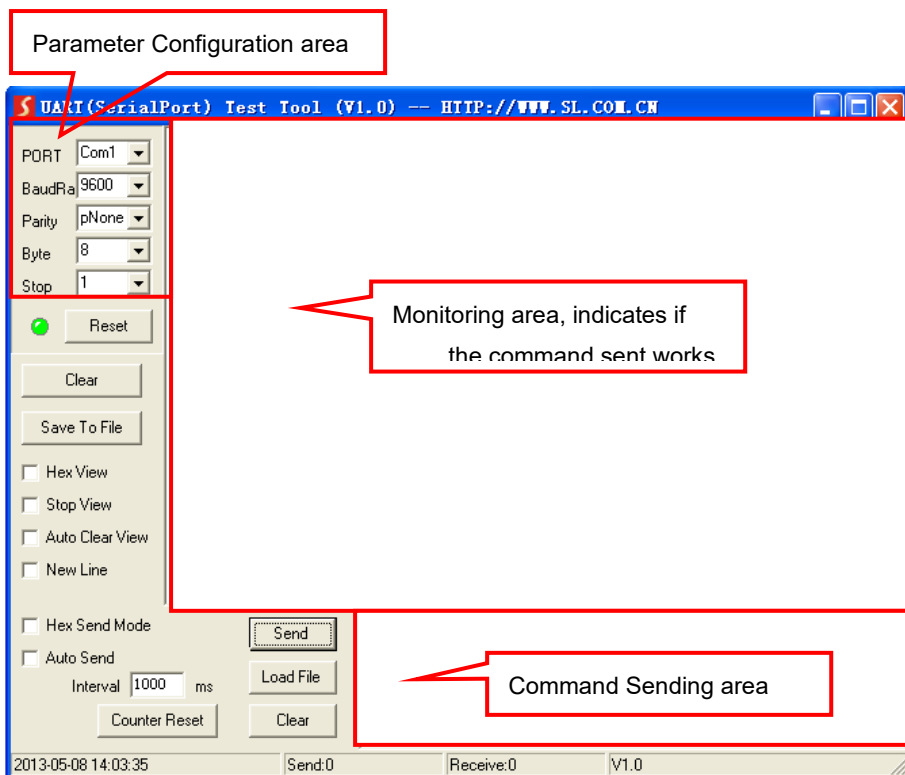 Parameter Configuration area
UART(SerialPort) Test Tool (V1.0) -- HTTP://WWW.SL.COM.CN
PORT Com1
BaudRa 9600
Parity pNone
Byte 8
Stop 1
Reset
Monitoring area, indicates if
the command sent works
Clear
Save To File
Hex View
Stop View
Auto Clear View
New Line
Hex Send Mode
Send
Auto Send
Interval 1000 ms
Load File
Command Sending area
Counter Reset
Clear
2013-05-08 14:03:35 Send:0 Receive:0 V1.0